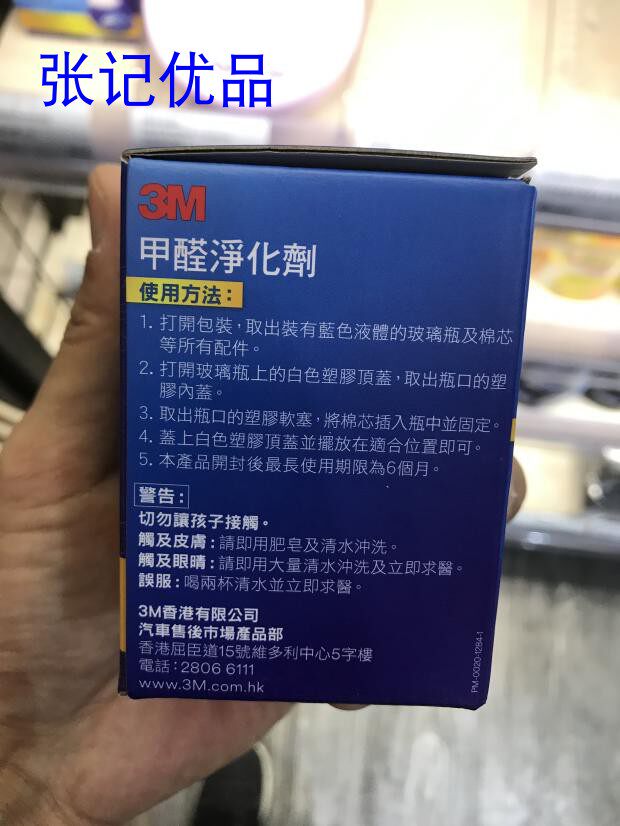 张记优品
3M
甲醛淨化劑
使用方法：
1. 打開包裝，取出裝有藍色液體的玻璃瓶及棉芯
等所有配件。
2. 打開玻璃瓶上的白色塑膠頂蓋，取出瓶口的塑
膠內蓋。
3. 取出瓶口的塑膠軟塞，將棉芯插入瓶中並固定。
4. 蓋上白色塑膠頂蓋並擺放在適合位置即可。
5. 本產品開封後最長使用期限為6個月。
警告：
切勿讓孩子接觸。
觸及皮膚：請即用肥皂及清水沖洗。
觸及眼睛：請即用大量清水沖洗及立即求醫。
誤服：喝兩杯清水並立即求醫。
3M香港有限公司
汽車售後市場產品部
香港屈臣道15號維多利中心5字樓
電話：2806 6111
www.3M.com.hk
PM-0020-1284-1